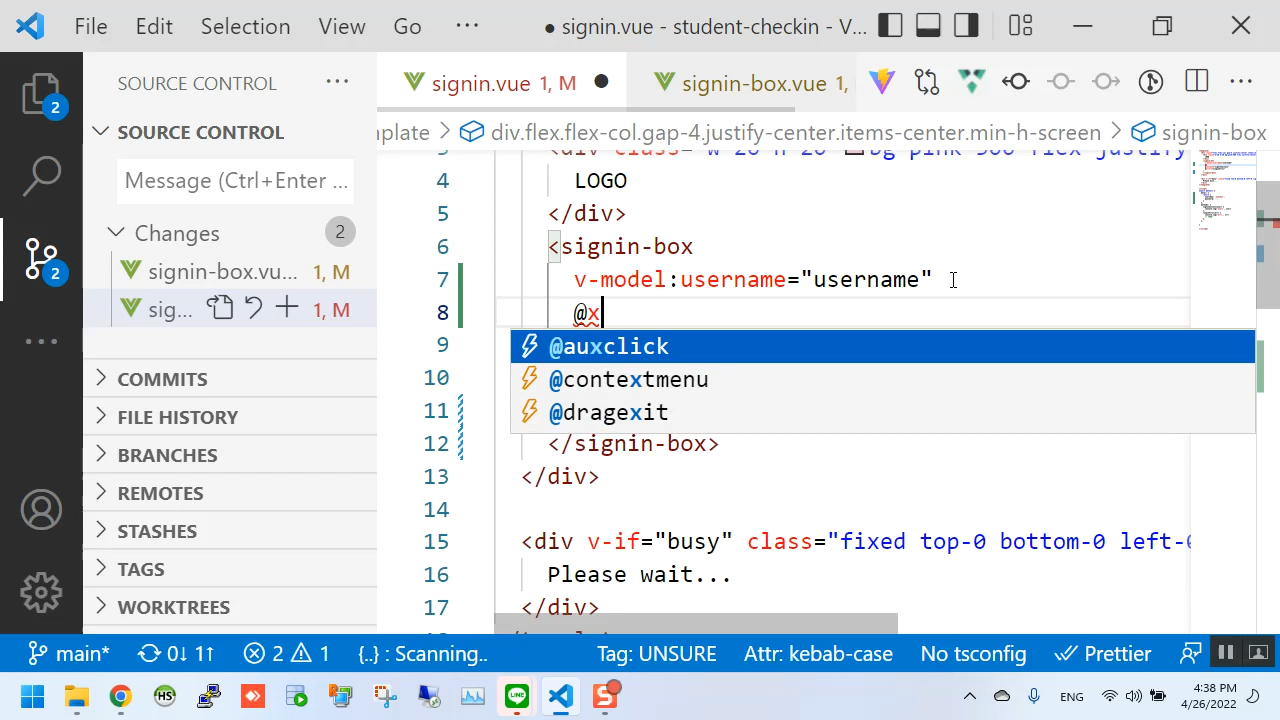 File Edit Selection View Go ··· ● signin.vue - student-checkin - V...
SOURCE CONTROL ···
signin.vue 1, M ●
signin-box.vue 1,
2
SOURCE CONTROL
Message (Ctrl+Enter ...
Changes 2
signin-box.vu... 1, M
sig... 1, M
2
COMMITS
FILE HISTORY
BRANCHES
REMOTES
STASHES
TAGS
WORKTREES
mplate > div.flex.flex-col.gap-4.justify-center.items-center.min-h-screen > signin-box
4 LOGO
5 </div>
6 <signin-box
7 v-model:username="username"
8 @x
9
@auxclick
10
@contextmenu
11
@dragexit
12 </signin-box>
13 </div>
14
15 <div v-if="busy" class="fixed top-0 bottom-0 left-0
16 Please wait...
17 </div>
main* 0↓ 1↑ 2 1 {..} : Scanning.. Tag: UNSURE Attr: kebab-case No tsconfig Prettier
HS LINE S ENG 4:38 PM
4/26/2022